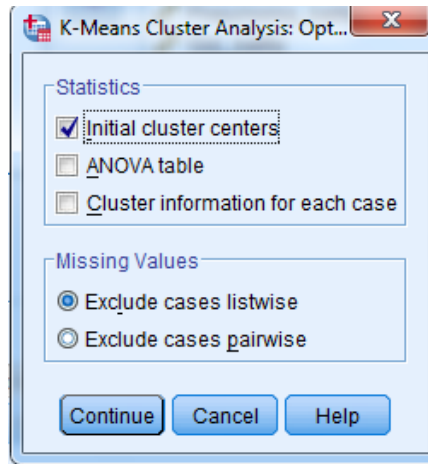 K-Means Cluster Analysis: Opt...
Statistics
Initial cluster centers
ANOVA table
Cluster information for each case
Missing Values
Exclude cases listwise
Exclude cases pairwise
Continue Cancel Help